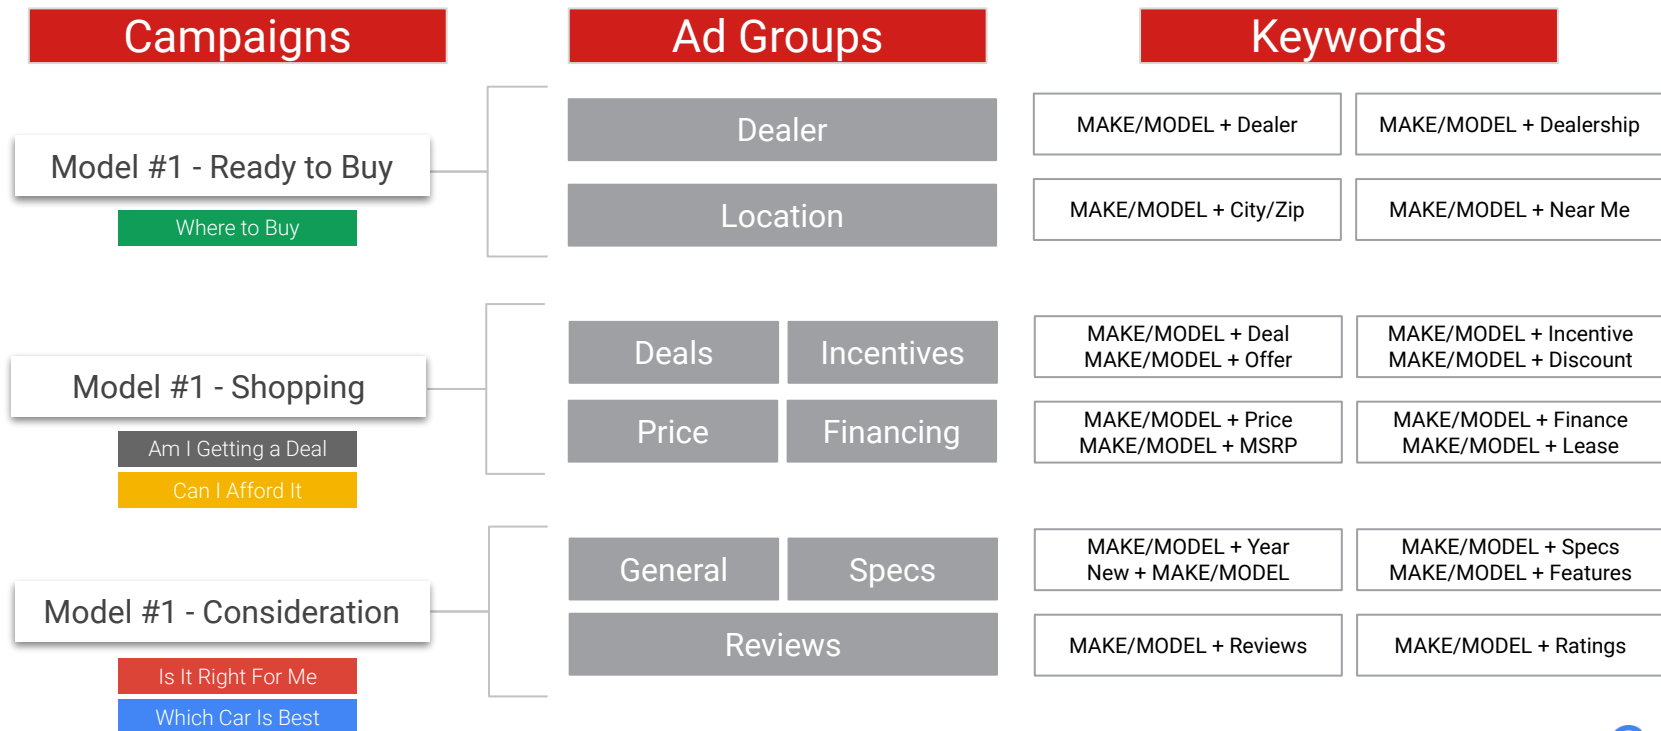 Campaigns
Ad Groups
Keywords
Model #1 - Ready to Buy
Where to Buy
Dealer
MAKE/MODEL + Dealer
MAKE/MODEL + Dealership
Location
MAKE/MODEL + City/Zip
MAKE/MODEL + Near Me
Model #1 - Shopping
Am I Getting a Deal
Can I Afford It
Deals
Incentives
MAKE/MODEL + Deal
MAKE/MODEL + Offer
MAKE/MODEL + Incentive
MAKE/MODEL + Discount
Price
Financing
MAKE/MODEL + Price
MAKE/MODEL + MSRP
MAKE/MODEL + Finance
MAKE/MODEL + Lease
Model #1 - Consideration
Is It Right For Me
Which Car Is Best
General
Specs
MAKE/MODEL + Year
New + MAKE/MODEL
MAKE/MODEL + Specs
MAKE/MODEL + Features
Reviews
MAKE/MODEL + Reviews
MAKE/MODEL + Ratings